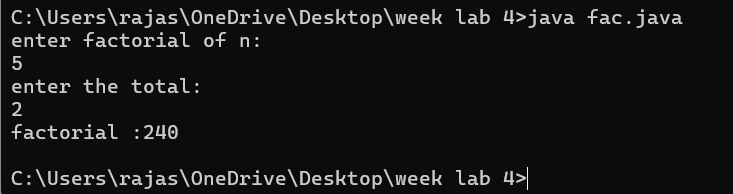 C:\Users\rajas\OneDrive\Desktop\week lab 4>java fac.java
enter factorial of n:
5
enter the total:
2
factorial :240
C:\Users\rajas\OneDrive\Desktop\week lab 4>